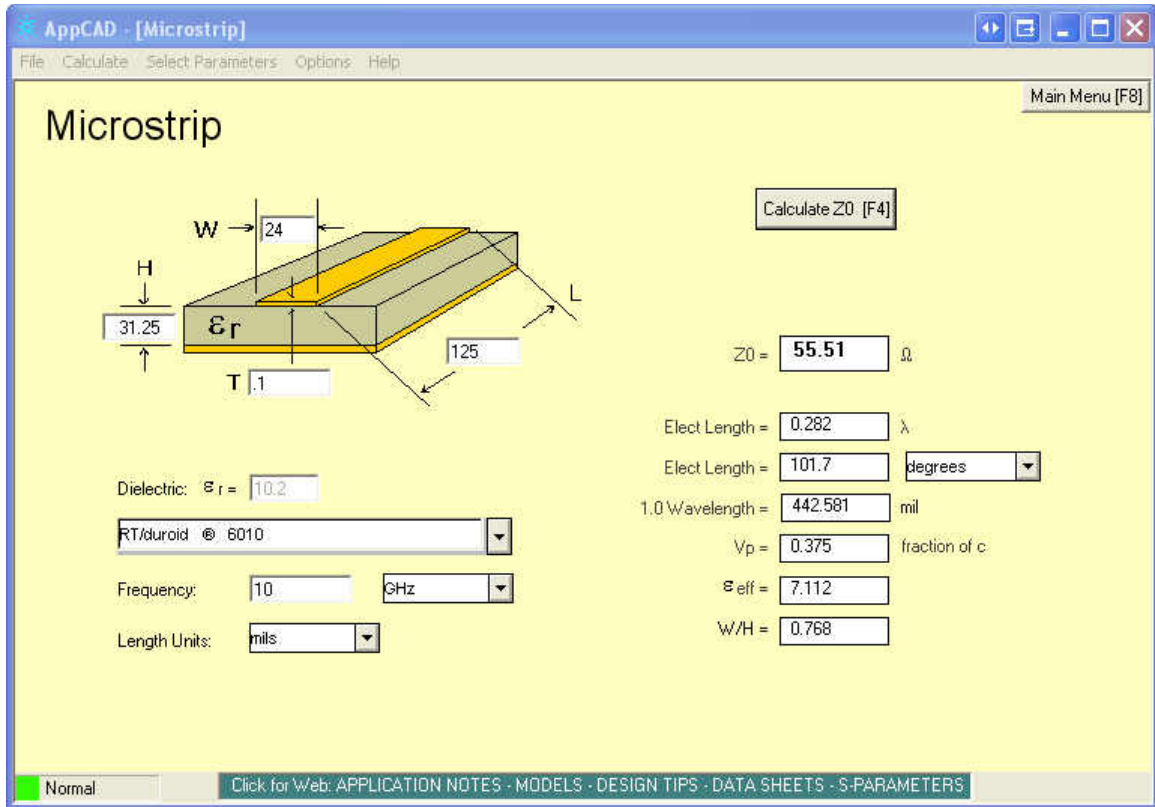 AppCAD - [Microstrip]
File Calculate Select Parameters Options Help
Main Menu [F8]
Microstrip
Calculate Z0 [F4]
W 24
H
L
31.25
εr
125
T .1
Z0 = 55.51 Ω
Elect Length = 0.282 λ
Elect Length = 101.7 degrees
Dielectric: εr = 10.2
1.0 Wavelength = 442.581 mil
RT/duroid ® 6010
Vp = 0.375 fraction of c
Frequency: 10 GHz
εeff = 7.112
Length Units: mils
W/H = 0.768
Normal
Click for Web: APPLICATION NOTES - MODELS - DESIGN TIPS - DATA SHEETS - S-PARAMETERS